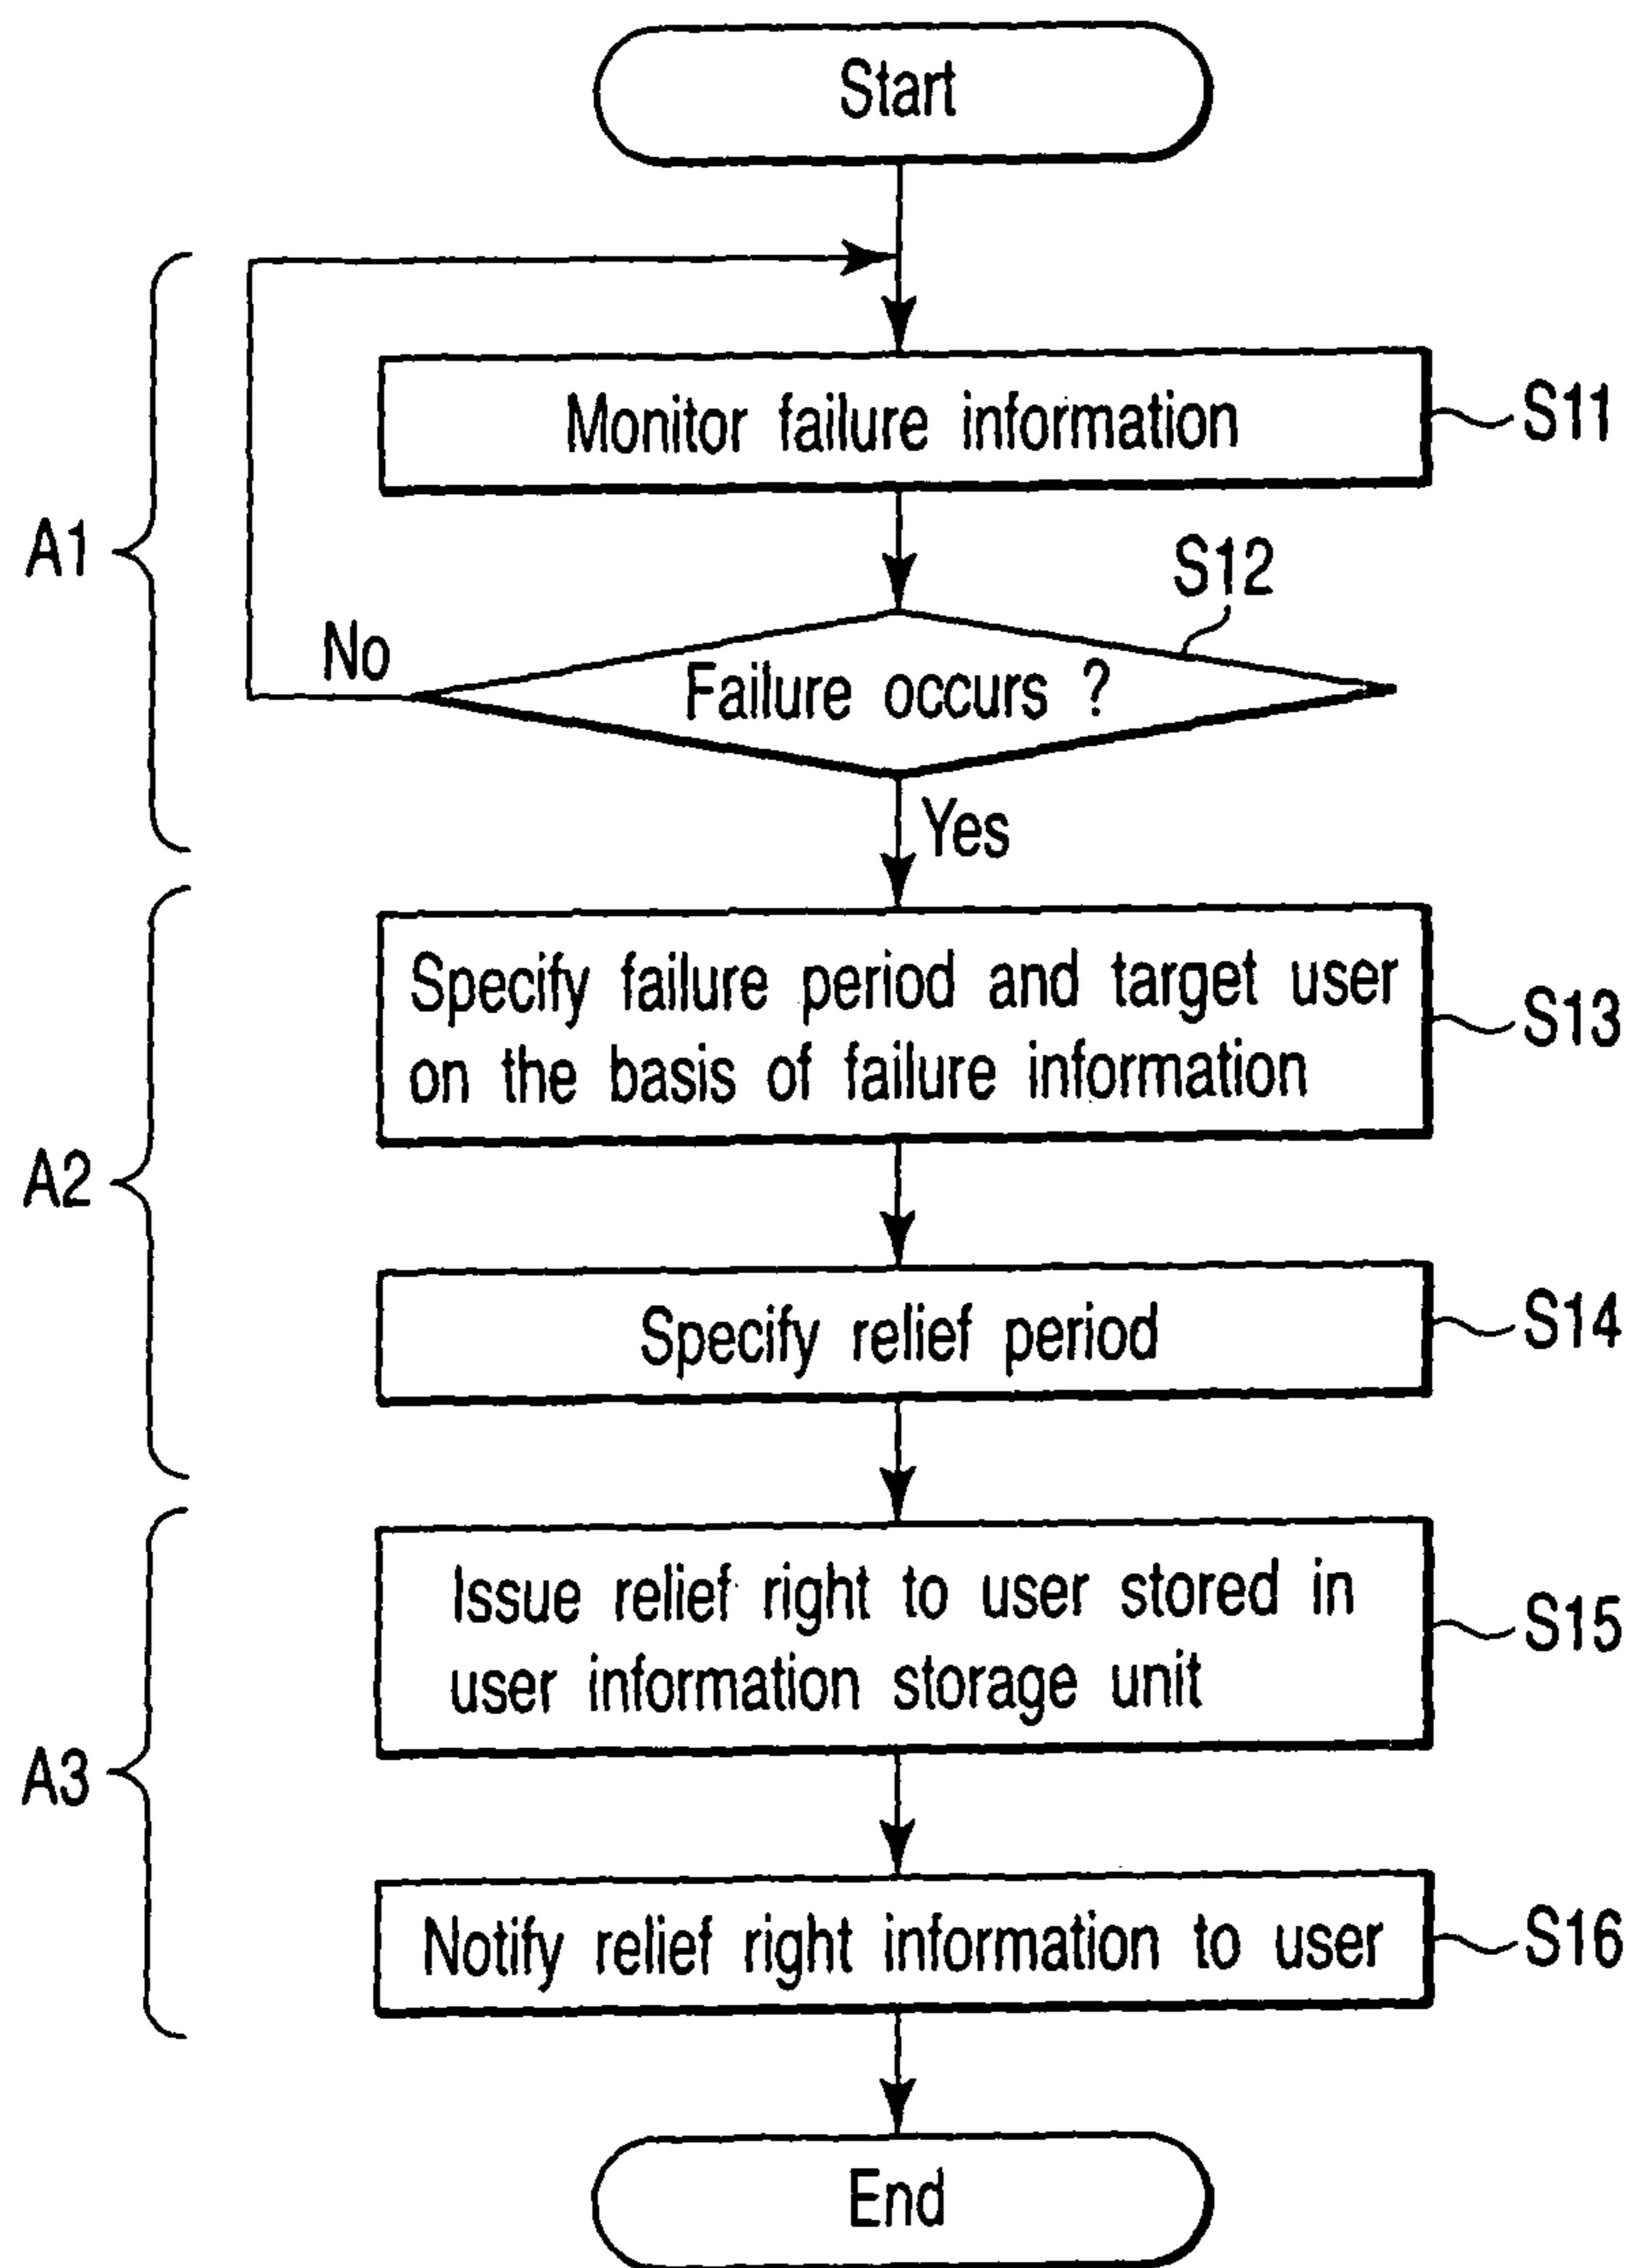 Start
Monitor failure information
S11
A1
S12
No
Failure occurs ?
Yes
Specify failure period and target user
on the basis of failure information
S13
A2
Specify relief period
S14
Issue relief right to user stored in
user information storage unit
S15
A3
Notify relief right information to user
S16
End